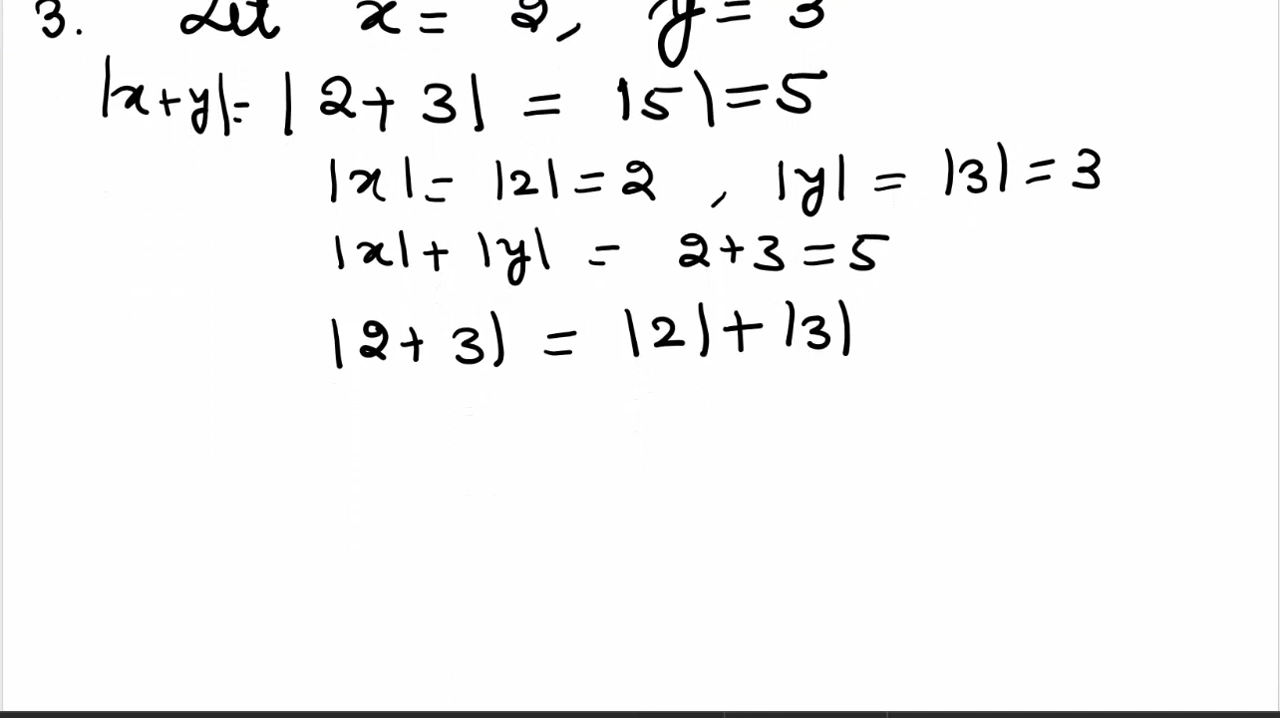 3. Let x = 2, y = 3
|x+y| = |2+3| = |5| = 5
|x| = |2| = 2 , |y| = |3| = 3
|x| + |y| = 2+3 = 5
|2+3| = |2| + |3|